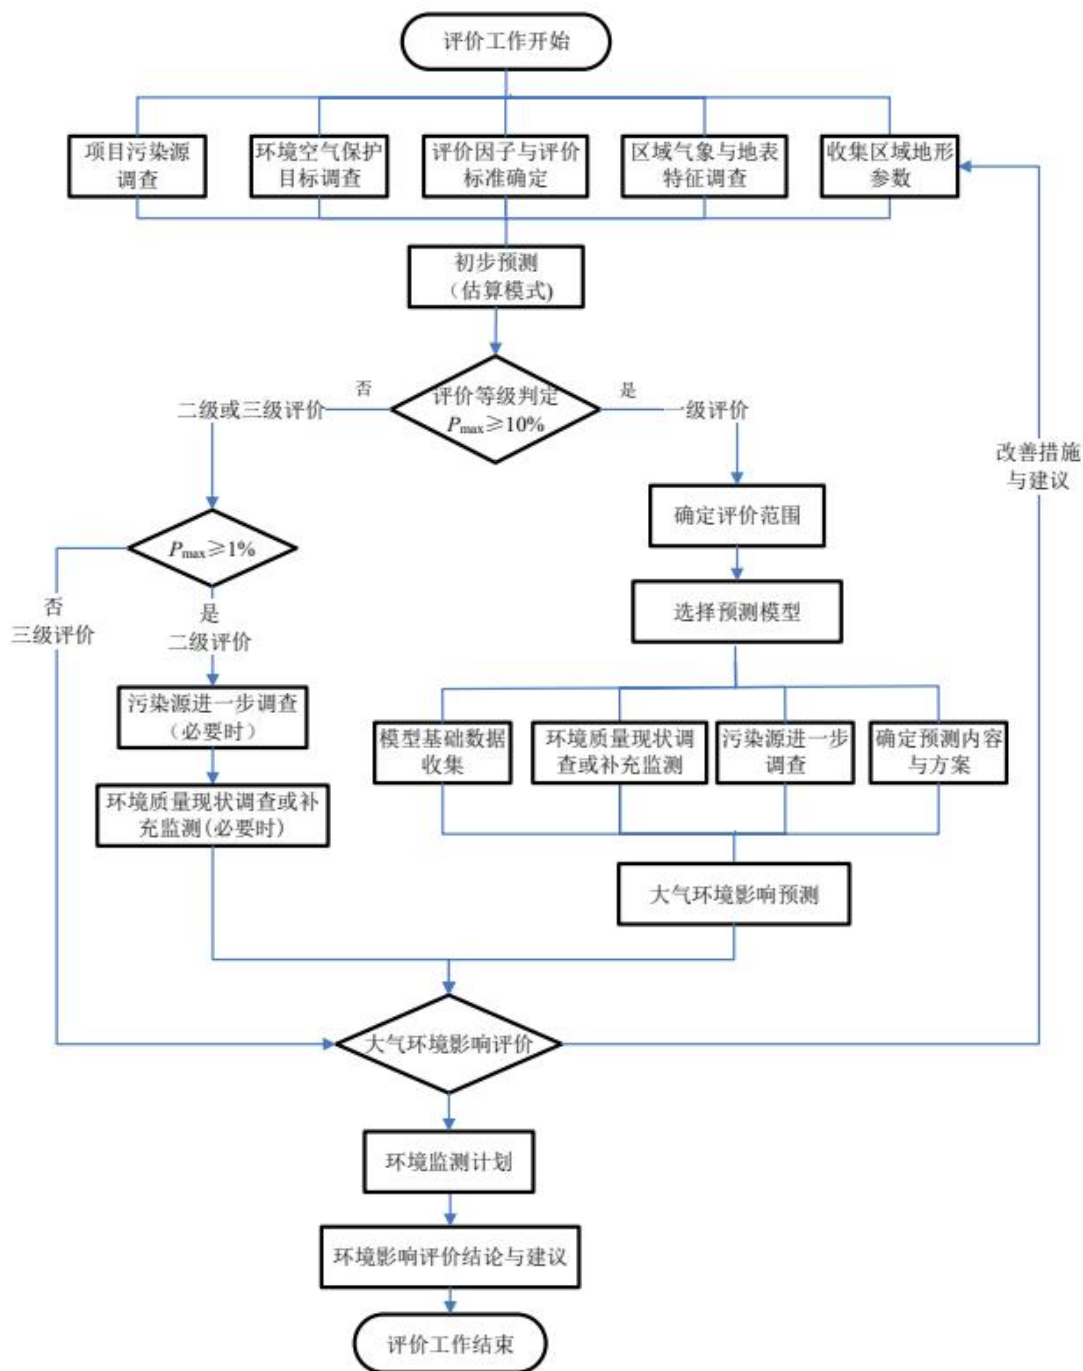 评价工作开始
项目污染源
调查
环境空气保护
目标调查
评价因子与评价
标准确定
区域气象与地表
特征调查
收集区域地形
参数
初步预测
（估算模式)
评价等级判定
Pmax≥10%
否
二级或三级评价
是
一级评价
改善措施
与建议
确定评价范围
Pmax≥1%
选择预测模型
否
三级评价
是
二级评价
污染源进一步调查
（必要时）
环境质量现状调查或补
充监测(必要时)
模型基础数据
收集
环境质量现状调
查或补充监测
污染源进一步
调查
确定预测内容
与方案
大气环境影响预测
大气环境影响评价
环境监测计划
环境影响评价结论与建议
评价工作结束